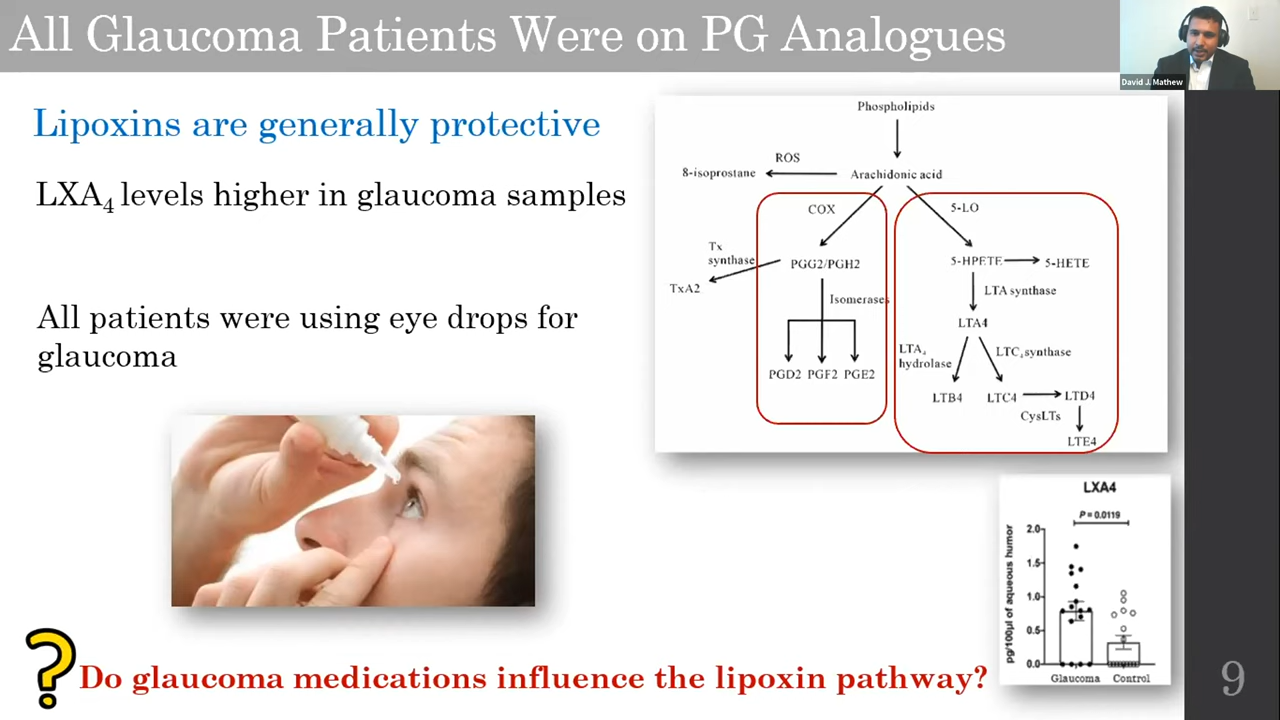 All Glaucoma Patients Were on PG Analogues
David J. Mathew
Lipoxins are generally protective
LXA4 levels higher in glaucoma samples
All patients were using eye drops for
glaucoma
Phospholipids
ROS
8-isoprostane
Arachidonic acid
COX
5-LO
Tx
synthase
PGG2/PGH2
5-HPETE
5-HETE
TxA2
Isomerases
LTA synthase
LTA4
LTA4
hydrolase
LTC4 synthase
PGD2 PGF2 PGE2
LTB4
LTC4
LTD4
CysLTs
LTE4
LXA4
P = 0.0119
pg/100µl of aqueous humor
2.0
1.5
1.0
0.5
0.0
Glaucoma Control
?
Do glaucoma medications influence the lipoxin pathway?
9